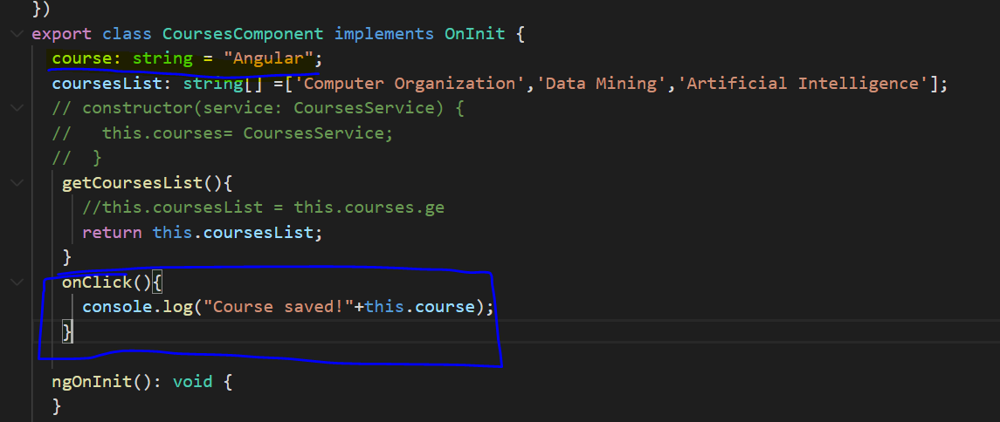 })
export class CoursesComponent implements OnInit {
course: string = "Angular";
coursesList: string[] =['Computer Organization','Data Mining','Artificial Intelligence'];
// constructor(service: CoursesService) {
//   this.courses= CoursesService;
//  }
getCoursesList(){
//this.coursesList = this.courses.ge
return this.coursesList;
}
onClick(){
console.log("Course saved!"+this.course);
}
ngOnInit(): void {
}